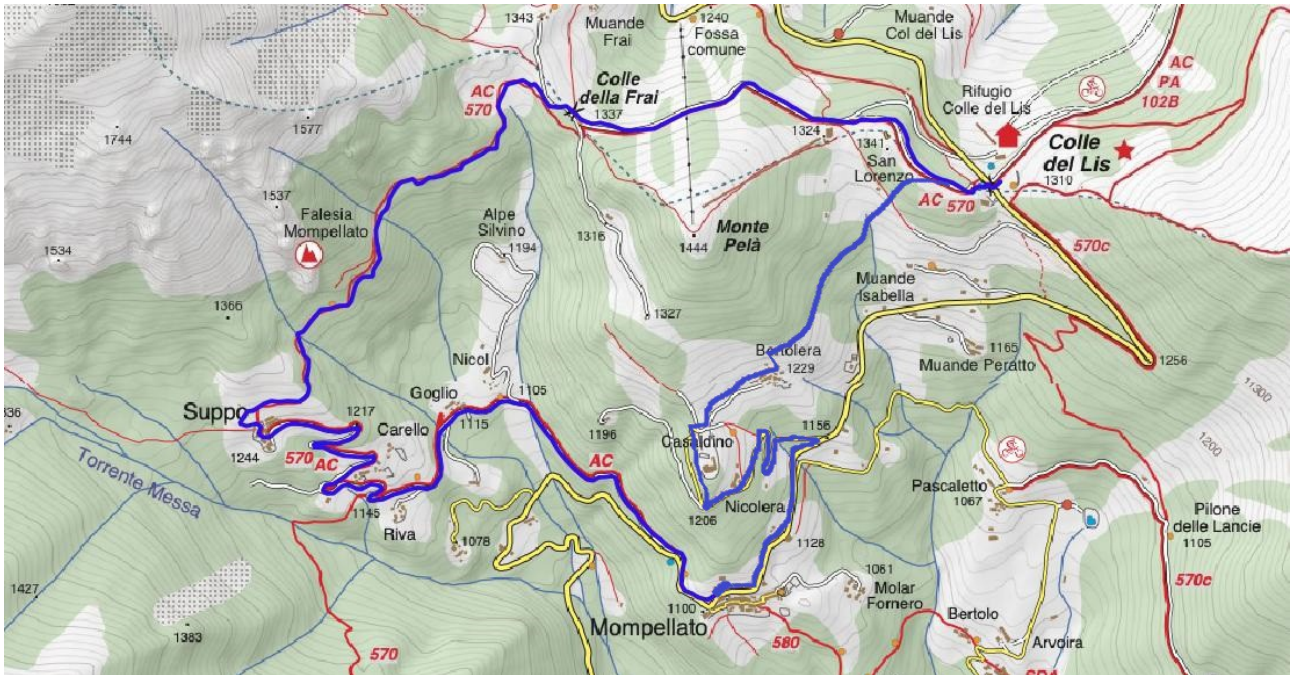 1343
Muande
Frai
1240
Fossa
comune
Muande
Col del Lis
AC
PA
102B
AC
570
Colle
della Frai
1337
Rifugio
Colle del Lis
1577
1744
1324
1341
San
Lorenzo
Colle
del Lis
1310
AC 570
1537
Falesia
Mompellato
Alpe
Silvino
1194
1316
1444
Monte
Pelà
570c
1534
Muande
Isabella
1366
1327
Bertolera
1229
1165
Muande Peratto
1256
11300
Nicol
1105
Goglio
1115
Suppo
1217
Carello
1196
Casaldino
1156
1200
1244
570 AC
AC
Torrente Messa
Nicolera
Pascaletto
1067
Pilone
delle Lancie
1105
1145
Riva
1206
1078
1128
570c
1427
1061
Molar
Fornero
1383
1100
Mompellato
580
Bertolo
Arvoira
570